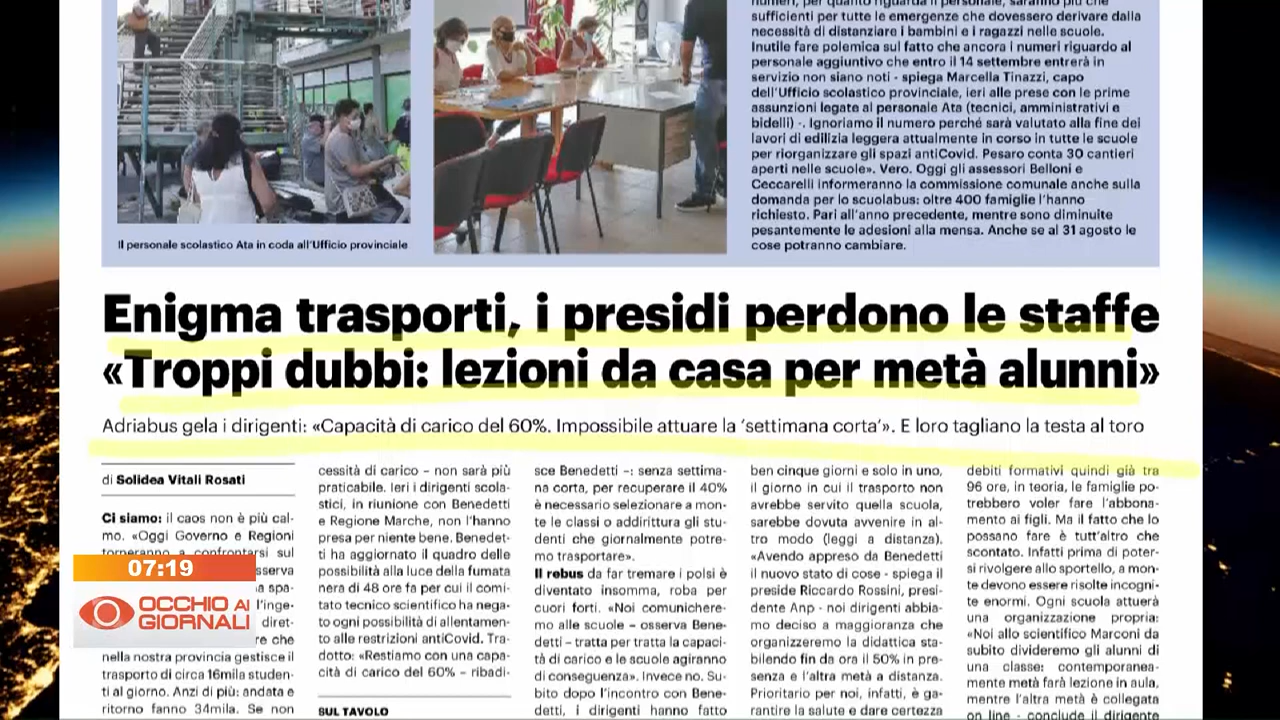 numeri, per quanto riguarda il personale, saranno più che
sufficienti per tutte le emergenze che dovessero derivare dalla
necessità di distanziare i bambini e i ragazzi nelle scuole.
Inutile fare polemica sul fatto che ancora i numeri riguardo al
personale aggiuntivo che entro il 14 settembre entrerà in
servizio non siano noti - spiega Marcella Tinazzi, capo
dell'Ufficio scolastico provinciale, ieri alle prese con le prime
assunzioni legate al personale Ata (tecnici, amministrativi e
bidelli) -. Ignoriamo il numero perché sarà valutato alla fine dei
lavori di edilizia leggera attualmente in corso in tutte le scuole
per riorganizzare gli spazi antiCovid. Pesaro conta 30 cantieri
aperti nelle scuole». Vero. Oggi gli assessori Belloni e
Ceccarelli informeranno la commissione comunale anche sulla
domanda per lo scuolabus: oltre 400 famiglie l'hanno
richiesto. Pari all'anno precedente, mentre sono diminuite
pesantemente le adesioni alla mensa. Anche se al 31 agosto le
cose potranno cambiare.
Il personale scolastico Ata in coda all'Ufficio provinciale
Enigma trasporti, i presidi perdono le staffe
«Troppi dubbi: lezioni da casa per metà alunni»
Adriabus gela i dirigenti: «Capacità di carico del 60%. Impossibile attuare la 'settimana corta'». E loro tagliano la testa al toro
di Solidea Vitali Rosati
Ci siamo: il caos non è più cal-
mo. «Oggi Governo e Regioni
torneranno a confrontarsi sul
sserva
a spa-
l'inge-
diret-
re che
nella nostra provincia gestisce il
trasporto di circa 16mila studen-
ti al giorno. Anzi di più: andata e
ritorno fanno 34mila. Se non
cessità di carico – non sarà più
praticabile. Ieri i dirigenti scola-
stici, in riunione con Benedetti
e Regione Marche, non l'hanno
presa per niente bene. Benedet-
ti ha aggiornato il quadro delle
possibilità alla luce della fumata
nera di 48 ore fa per cui il comi-
tato tecnico scientifico ha nega-
to ogni possibilità di allentamen-
to alle restrizioni antiCovid. Tra-
dotto: «Restiamo con una capa-
cità di carico del 60% – ribadi-
SUL TAVOLO
sce Benedetti –: senza settima-
na corta, per recuperare il 40%
è necessario selezionare a mon-
te le classi o addirittura gli stu-
denti che giornalmente potre-
mo trasportare».
Il rebus da far tremare i polsi è
diventato insomma, roba per
cuori forti. «Noi comunichere-
mo alle scuole – osserva Bene-
detti – tratta per tratta la capaci-
tà di carico e le scuole agiranno
di conseguenza». Invece no. Su-
bito dopo l'incontro con Bene-
detti, i dirigenti hanno fatto
ben cinque giorni e solo in uno,
il giorno in cui il trasporto non
avrebbe servito quella scuola,
sarebbe dovuta avvenire in al-
tro modo (leggi a distanza).
«Avendo appreso da Benedetti
il nuovo stato di cose - spiega il
preside Riccardo Rossini, presi-
dente Anp - noi dirigenti abbia-
mo deciso a maggioranza che
organizzeremo la didattica sta-
bilendo fin da ora il 50% in pre-
senza e l'altra metà a distanza.
Prioritario per noi, infatti, è ga-
rantire la salute e dare certezza
debiti formativi quindi già tra
96 ore, in teoria, le famiglie po-
trebbero voler fare l'abbona-
mento ai figli. Ma il fatto che lo
possano fare è tutt'altro che
scontato. Infatti prima di poter-
si rivolgere allo sportello, a mon-
te devono essere risolte incogni-
te enormi. Ogni scuola attuerà
una organizzazione propria:
«Noi allo scientifico Marconi da
subito divideremo gli alunni di
una classe: contemporanea-
mente metà farà lezione in aula,
mentre l'altra metà è collegata
on line - conclude il dirigente
07:19
OCCHIO AI
GIORNALI